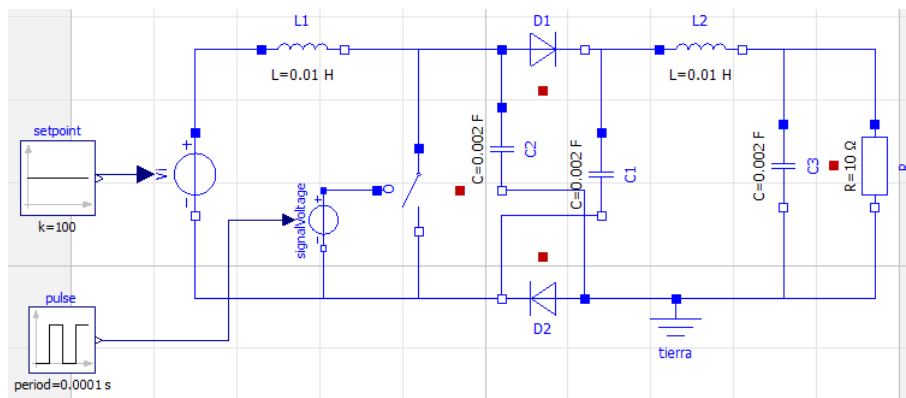 L1
L=0.01 H
D1
L2
L=0.01 H
setpoint
k=100
+
Vi
-
signalVoltage
+
-
C=0.002 F
C2
C=0.002 F
C1
C=0.002 F
C3
R=10 Ω
R
D2
tierra
pulse
period=0.0001 s